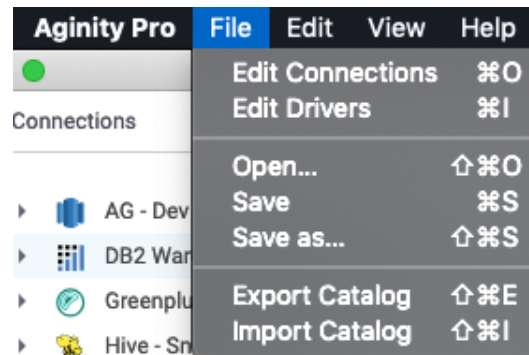 Aginity Pro File Edit View Help
Edit Connections ⌘O
Connections
Edit Drivers ⌘I
Open... ⇧⌘O
AG - Dev
Save ⌘S
DB2 War
Save as... ⇧⌘S
Greenplu
Export Catalog ⇧⌘E
Hive - Sn
Import Catalog ⇧⌘I